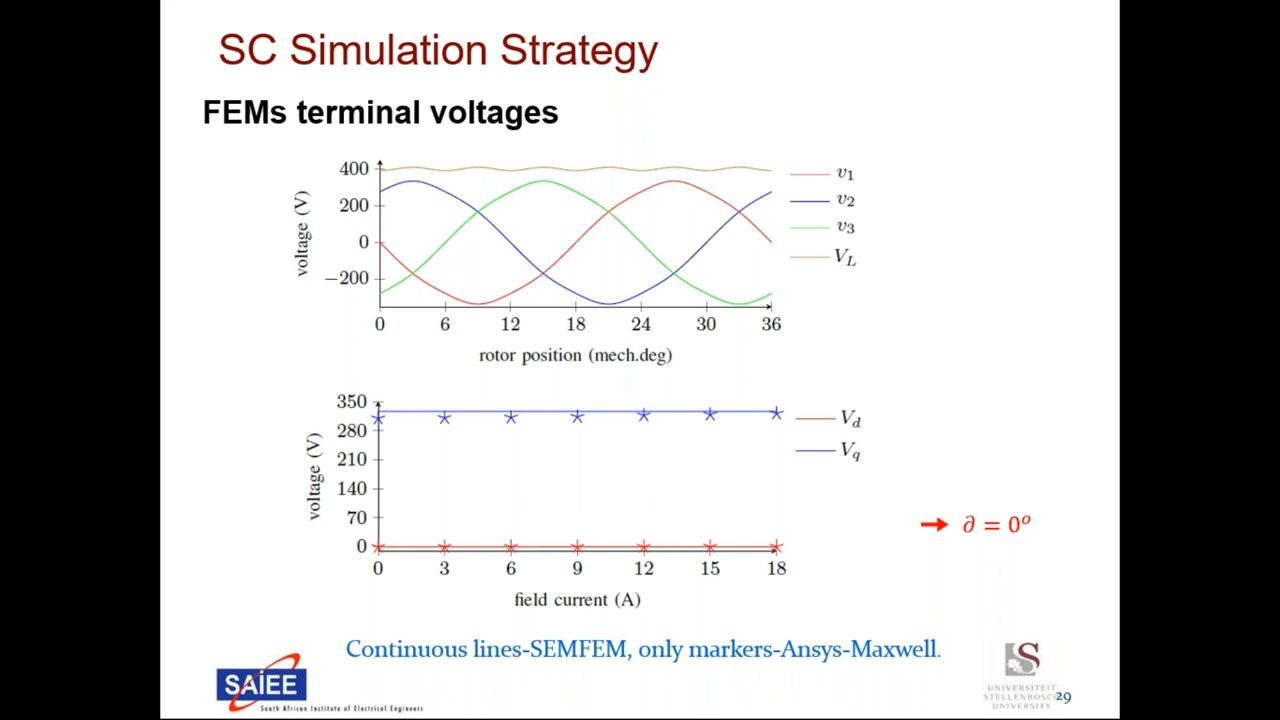 SC Simulation Strategy
FEMs terminal voltages
400
200
0
−200
voltage (V)
0 6 12 18 24 30 36
rotor position (mech.deg)
v1
v2
v3
VL
350
280
210
140
70
0
voltage (V)
0 3 6 9 12 15 18
field current (A)
Vd
Vq
∂ = 0º
Continuous lines-SEMFEM, only markers-Ansys-Maxwell.
SAIEE
South African Institute of Electrical Engineers
UNIVERSITEIT
STELLENBOSCH
UNIVERSITY
29